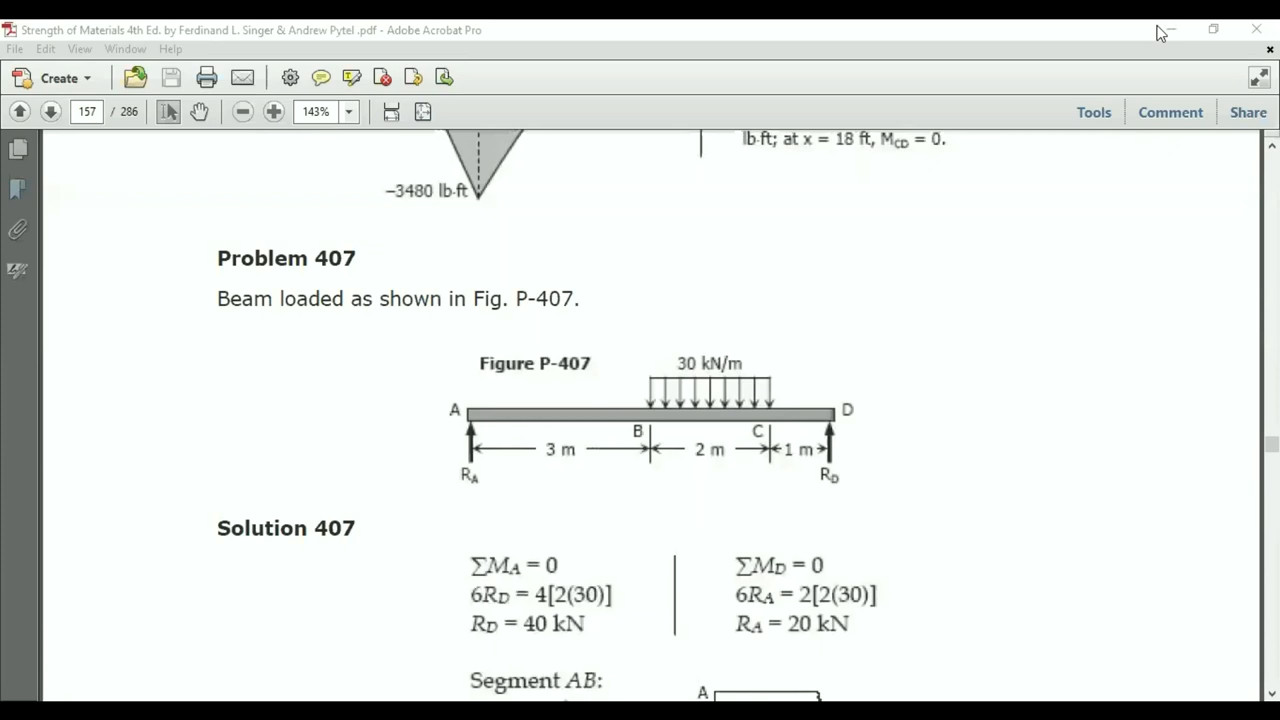 Strength of Materials 4th Ed. by Ferdinand L. Singer & Andrew Pytel .pdf - Adobe Acrobat Pro
File Edit View Window Help
Create
157 / 286 143% Tools Comment Share
lb·ft; at x = 18 ft, MCD = 0.
−3480 lb·ft
Problem 407
Beam loaded as shown in Fig. P-407.
Figure P-407 30 kN/m
A D
B C
3 m 2 m 1 m
RA RD
Solution 407
∑MA = 0 ∑MD = 0
6RD = 4[2(30)] 6RA = 2[2(30)]
RD = 40 kN RA = 20 kN
Segment AB:
A